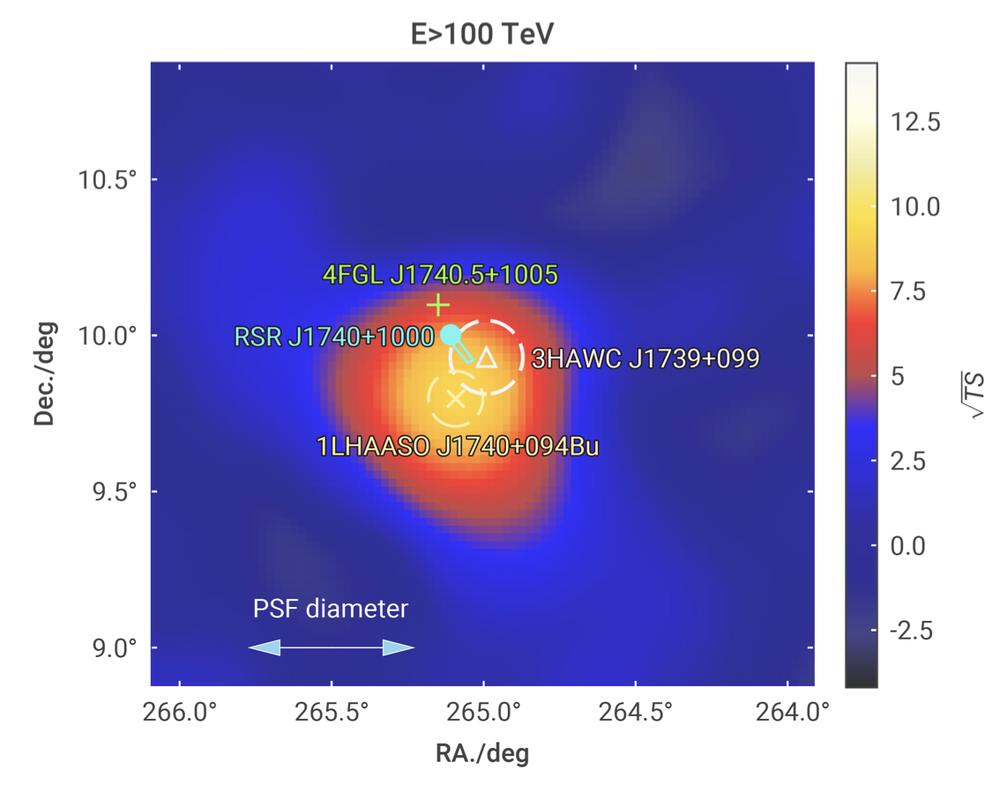 E>100 TeV
4FGL J1740.5+1005
RSR J1740+1000
3HAWC J1739+099
1LHAASO J1740+094Bu
PSF diameter
10.5°
10.0°
9.5°
9.0°
Dec./deg
266.0°
265.5°
265.0°
264.5°
264.0°
RA./deg
12.5
10.0
7.5
5
2.5
0.0
-2.5
√TS